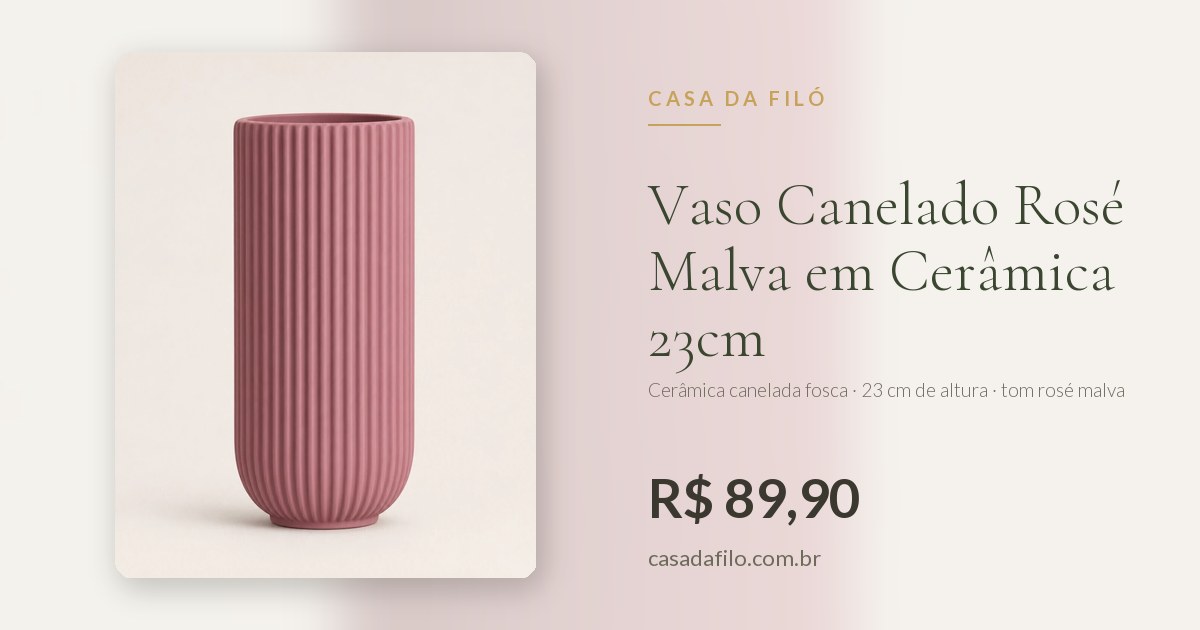 CASA DA FILÓ
Vaso Canelado Rosé
Malva em Cerâmica
23cm
Cerâmica canelada fosca · 23 cm de altura · tom rosé malva
R$ 89,90
casadafilo.com.br